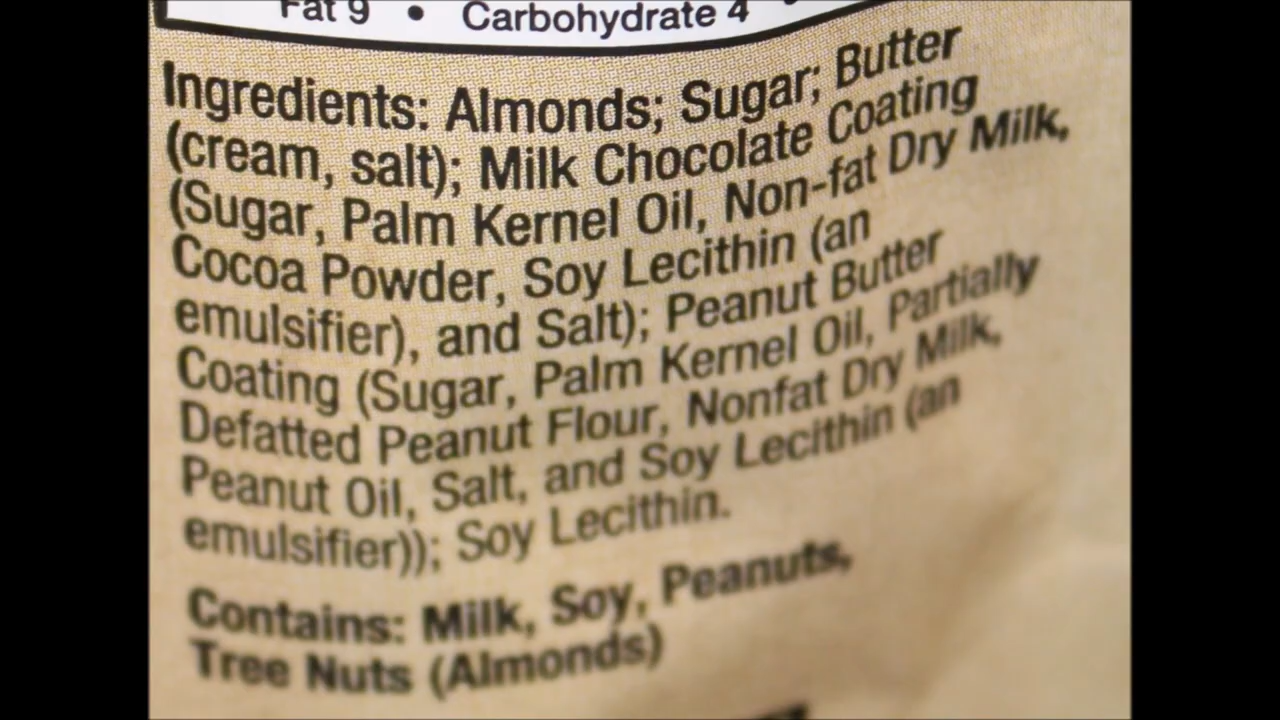 Fat 9 • Carbohydrate 4
Ingredients: Almonds; Sugar; Butter
(cream, salt); Milk Chocolate Coating
(Sugar, Palm Kernel Oil, Non-fat Dry Milk,
Cocoa Powder, Soy Lecithin (an
emulsifier), and Salt); Peanut Butter
Coating (Sugar, Palm Kernel Oil, Partially
Defatted Peanut Flour, Nonfat Dry Milk,
Peanut Oil, Salt, and Soy Lecithin (an
emulsifier)); Soy Lecithin.
Contains: Milk, Soy, Peanuts,
Tree Nuts (Almonds)